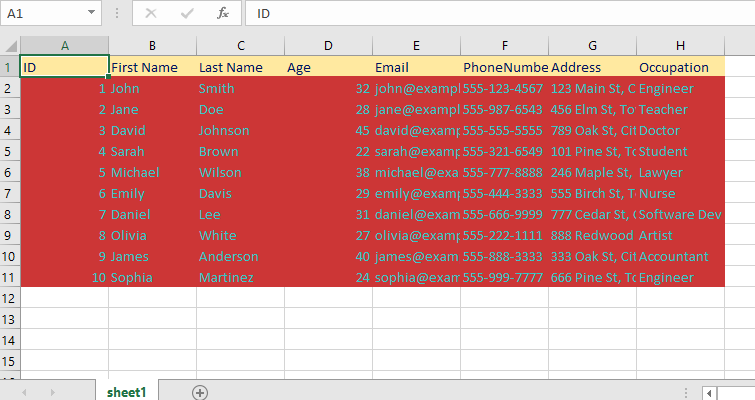 A1 fx ID
A B C D E F G H
1 ID First Name Last Name Age Email PhoneNumbe Address Occupation
2 1 John Smith 32 john@exampl 555-123-4567 123 Main St, C Engineer
3 2 Jane Doe 28 jane@exampl 555-987-6543 456 Elm St, To Teacher
4 3 David Johnson 45 david@examp 555-555-5555 789 Oak St, Cit Doctor
5 4 Sarah Brown 22 sarah@examp 555-321-6549 101 Pine St, To Student
6 5 Michael Wilson 38 michael@exa 555-777-8888 246 Maple St, Lawyer
7 6 Emily Davis 29 emily@examp 555-444-3333 555 Birch St, T Nurse
8 7 Daniel Lee 31 daniel@exam 555-666-9999 777 Cedar St, Software Dev
9 8 Olivia White 27 olivia@examp 555-222-1111 888 Redwood Artist
10 9 James Anderson 40 james@exam 555-888-3333 333 Oak St, Cit Accountant
11 10 Sophia Martinez 24 sophia@exam 555-999-7777 666 Pine St, To Engineer
12
13
14
15
sheet1